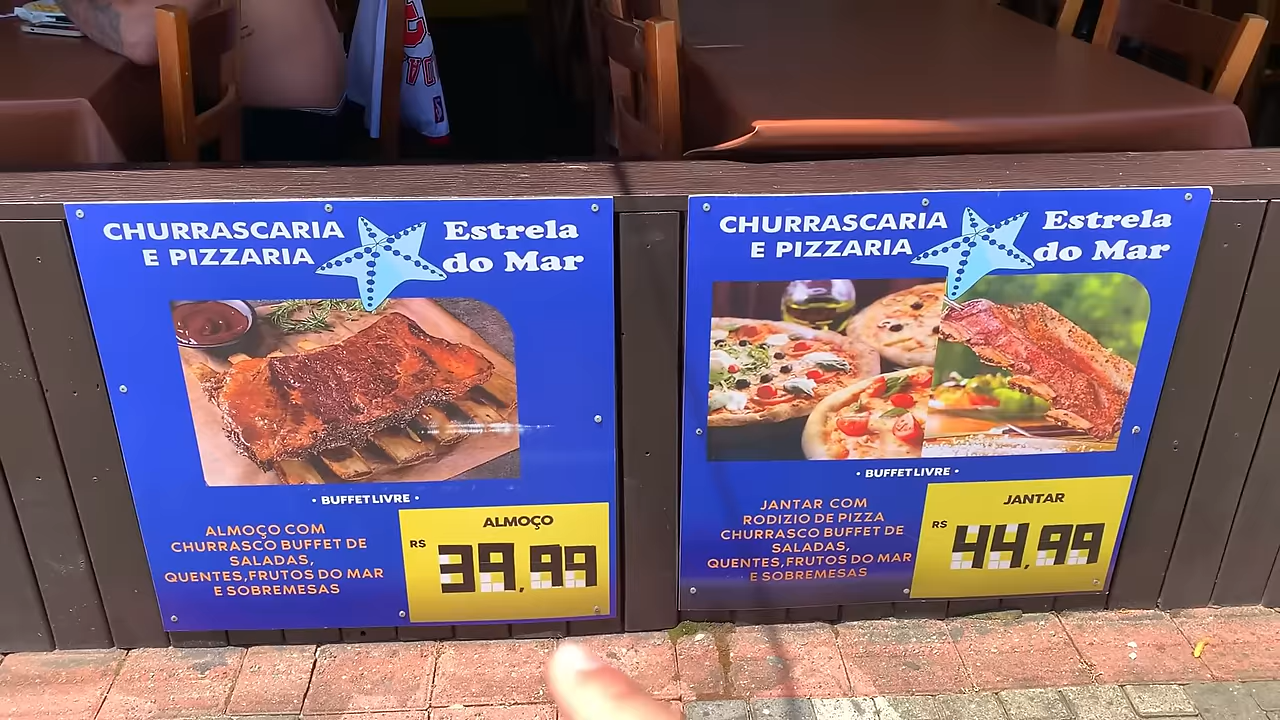 CHURRASCARIA
E PIZZARIA
Estrela
do Mar
· BUFFET LIVRE ·
ALMOÇO COM
CHURRASCO BUFFET DE
SALADAS,
QUENTES,FRUTOS DO MAR
E SOBREMESAS
ALMOÇO
R$ 39,99
CHURRASCARIA
E PIZZARIA
Estrela
do Mar
· BUFFET LIVRE ·
JANTAR COM
RODIZIO DE PIZZA
CHURRASCO BUFFET DE
SALADAS,
QUENTES,FRUTOS DO MAR
E SOBREMESAS
JANTAR
R$ 44,99